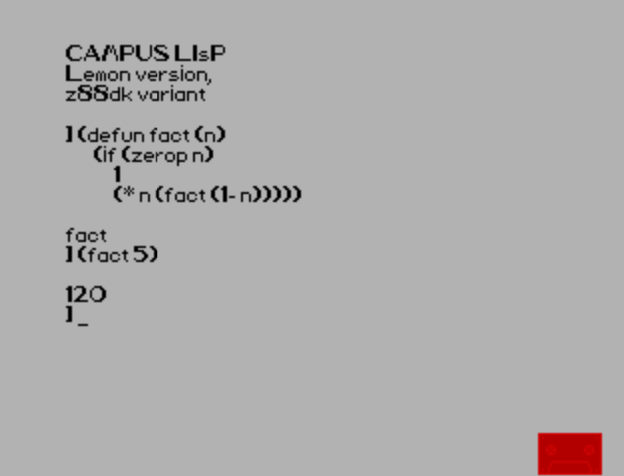 CAMPUS LIsP
Lemon version,
z88dk variant
](defun fact (n)
(if (zerop n)
1
(* n (fact (1- n)))))
fact
](fact 5)
120
]_